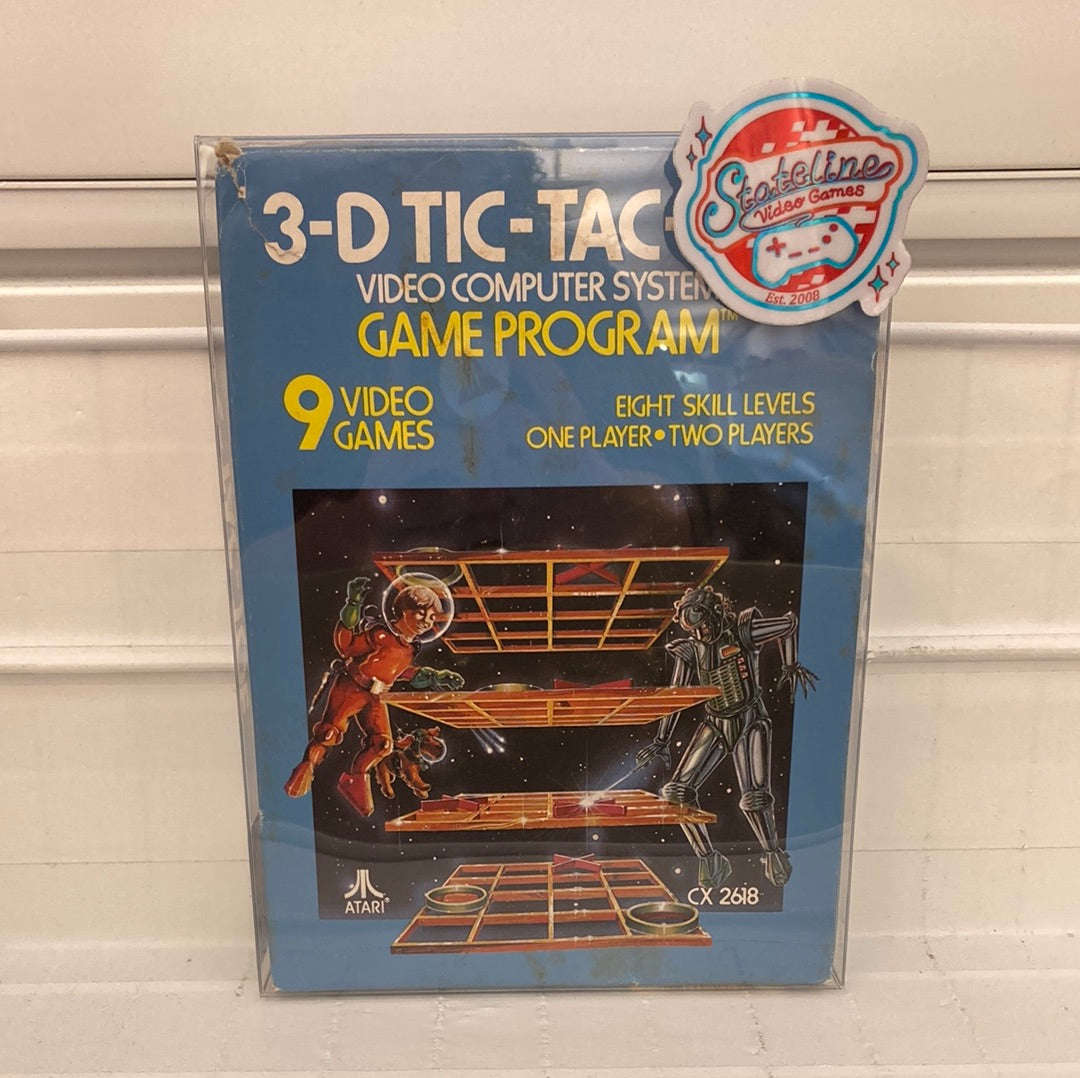 3-D TIC-TAC-
VIDEO COMPUTER SYSTEM
GAME PROGRAM™
9 VIDEO GAMES
EIGHT SKILL LEVELS
ONE PLAYER • TWO PLAYERS
ATARI®
CX 2618
Stateline
Video Games
Est. 2008